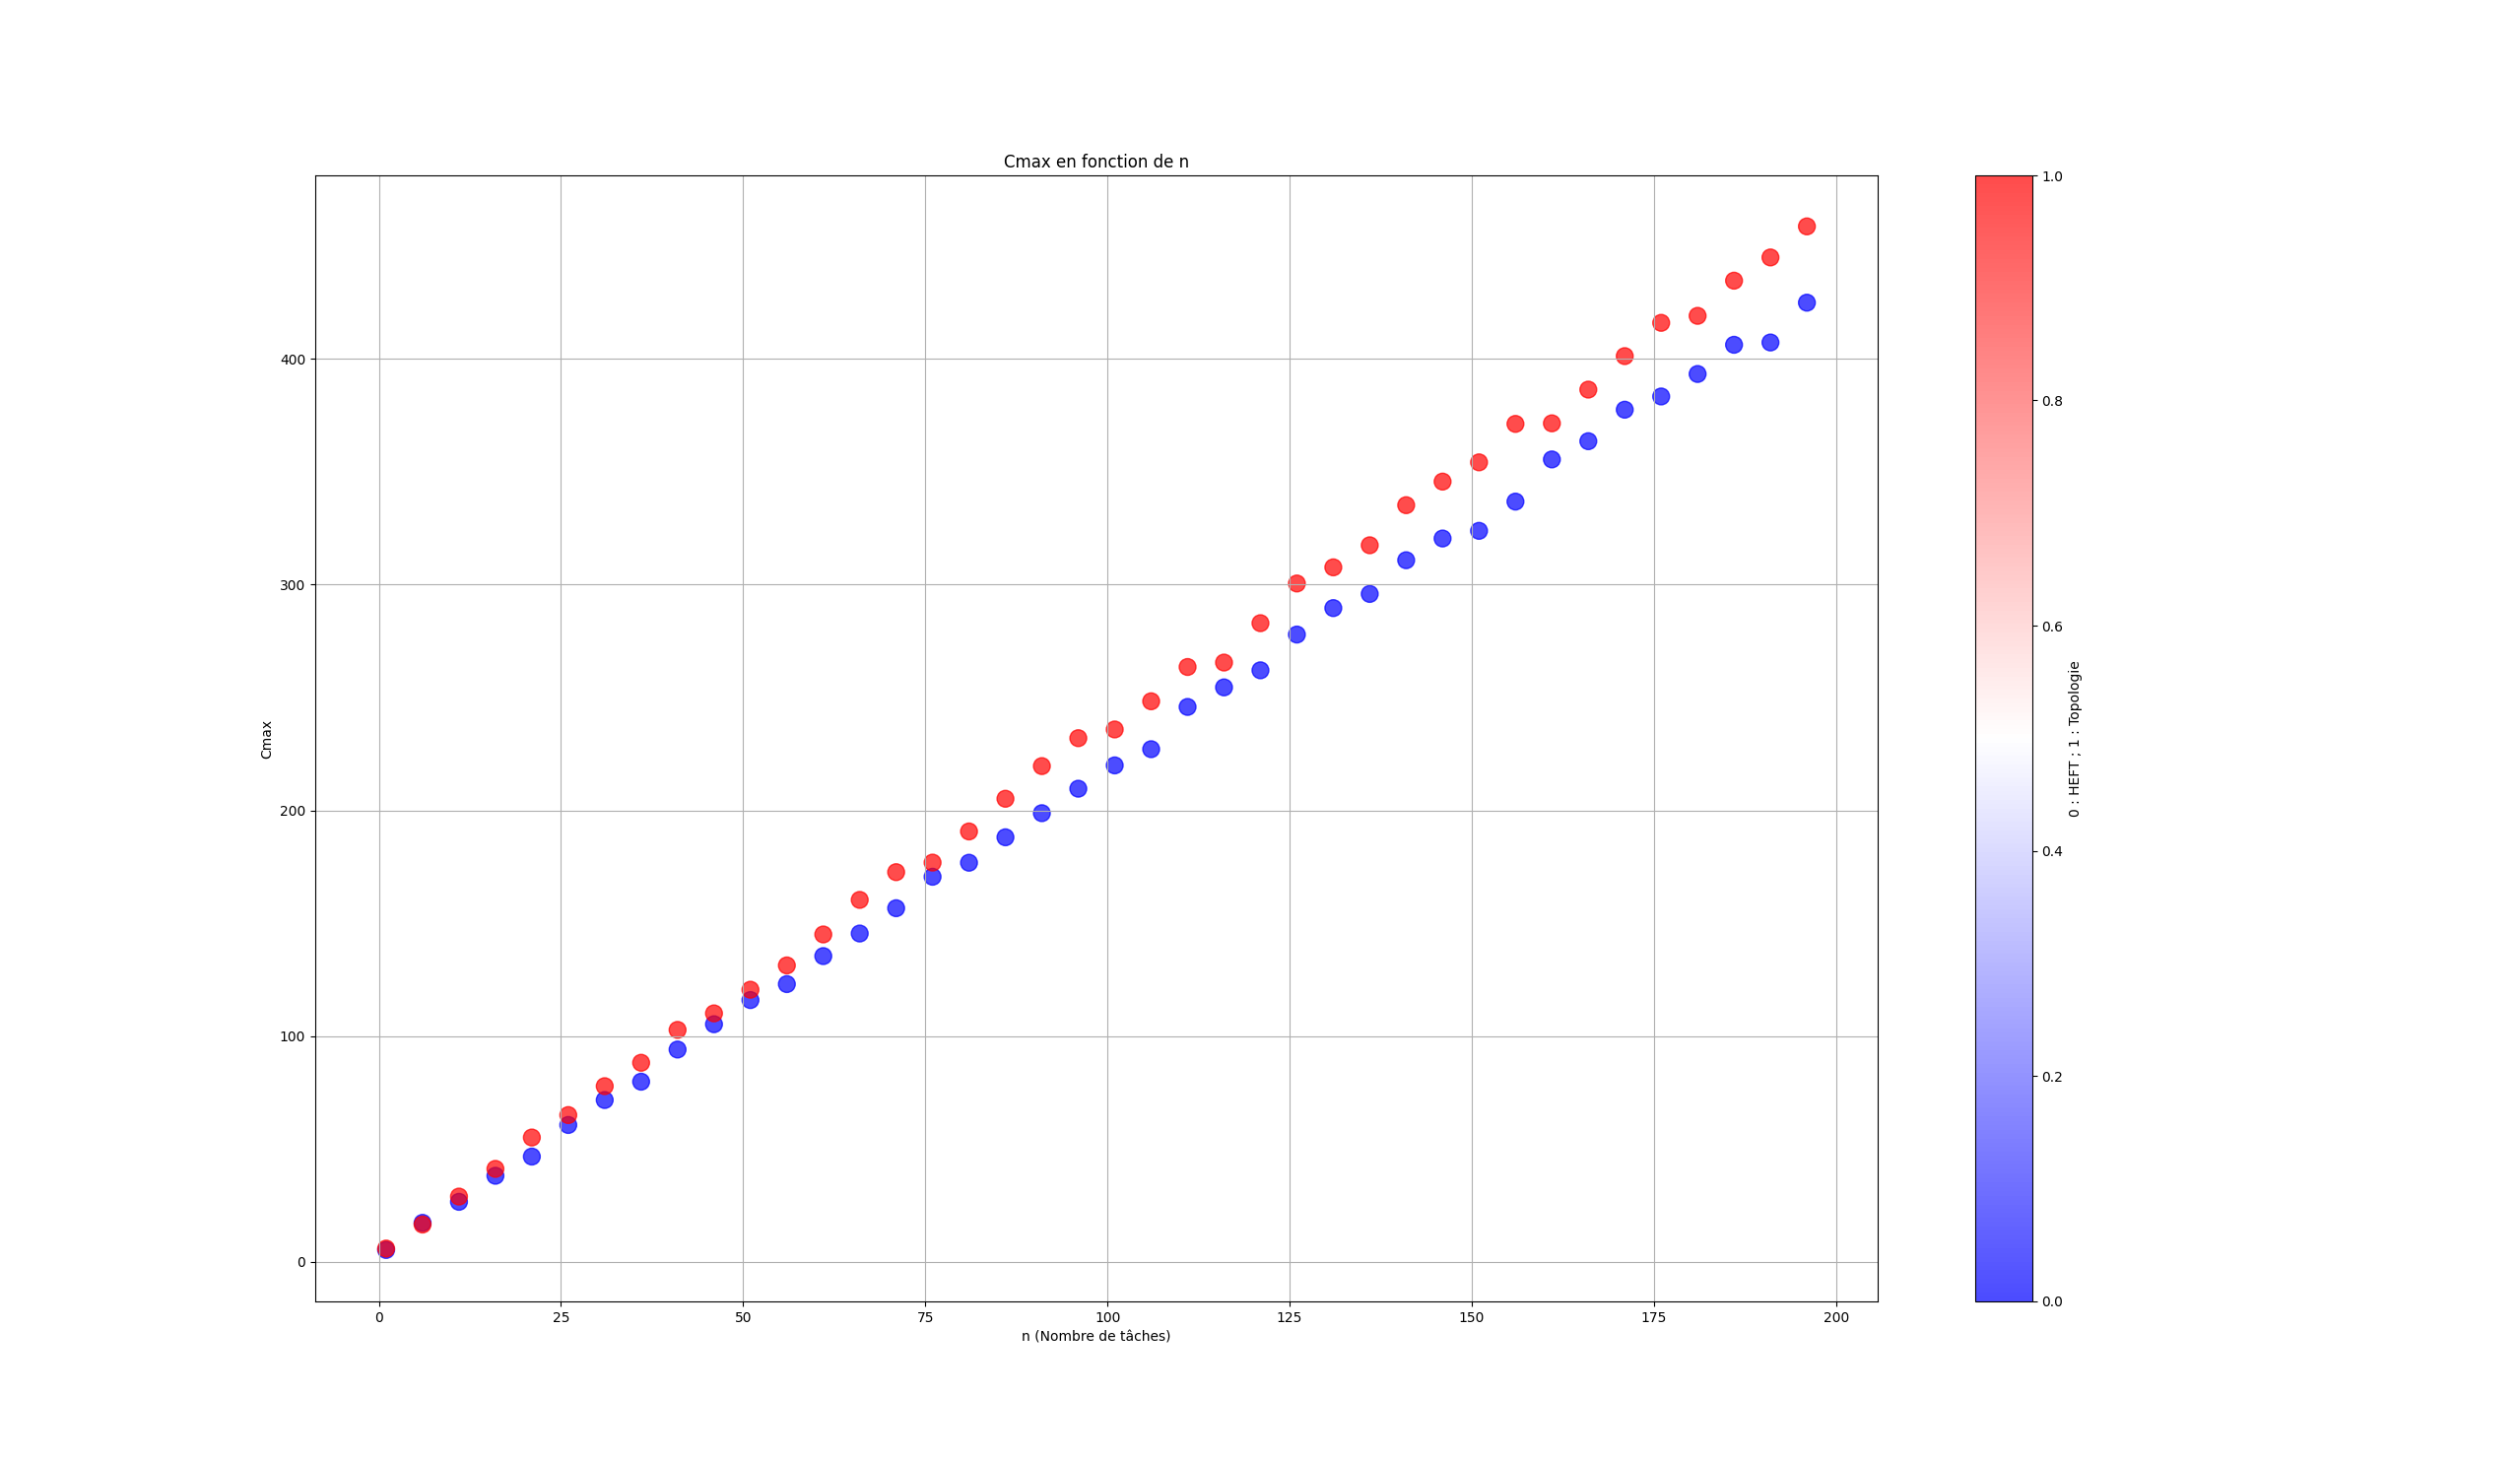 Cmax en fonction de n
Cmax
400
300
200
100
0
0 25 50 75 100 125 150 175 200
n (Nombre de tâches)
1.0
0.8
0.6
0.4
0.2
0.0
0 : HEFT ; 1 : Topologie